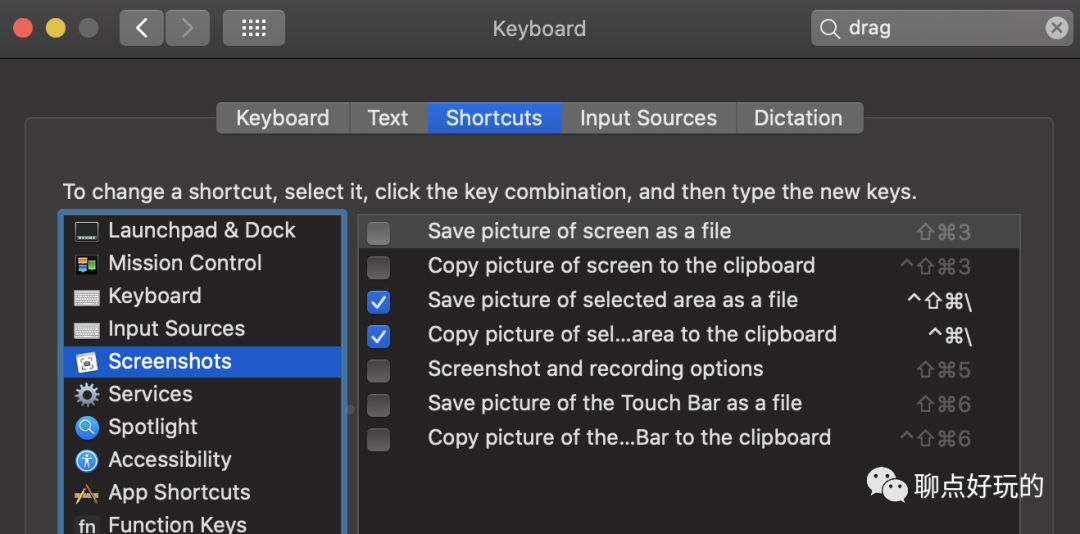 Keyboard
drag
Keyboard Text Shortcuts Input Sources Dictation
To change a shortcut, select it, click the key combination, and then type the new keys.
Launchpad & Dock
Mission Control
Keyboard
Input Sources
Screenshots
Services
Spotlight
Accessibility
App Shortcuts
fn Function Keys
Save picture of screen as a file ⇧⌘3
Copy picture of screen to the clipboard ^⇧⌘3
Save picture of selected area as a file ^⇧⌘\
Copy picture of sel...area to the clipboard ^⌘\
Screenshot and recording options ⇧⌘5
Save picture of the Touch Bar as a file ⇧⌘6
Copy picture of the...Bar to the clipboard ^⇧⌘6
聊点好玩的